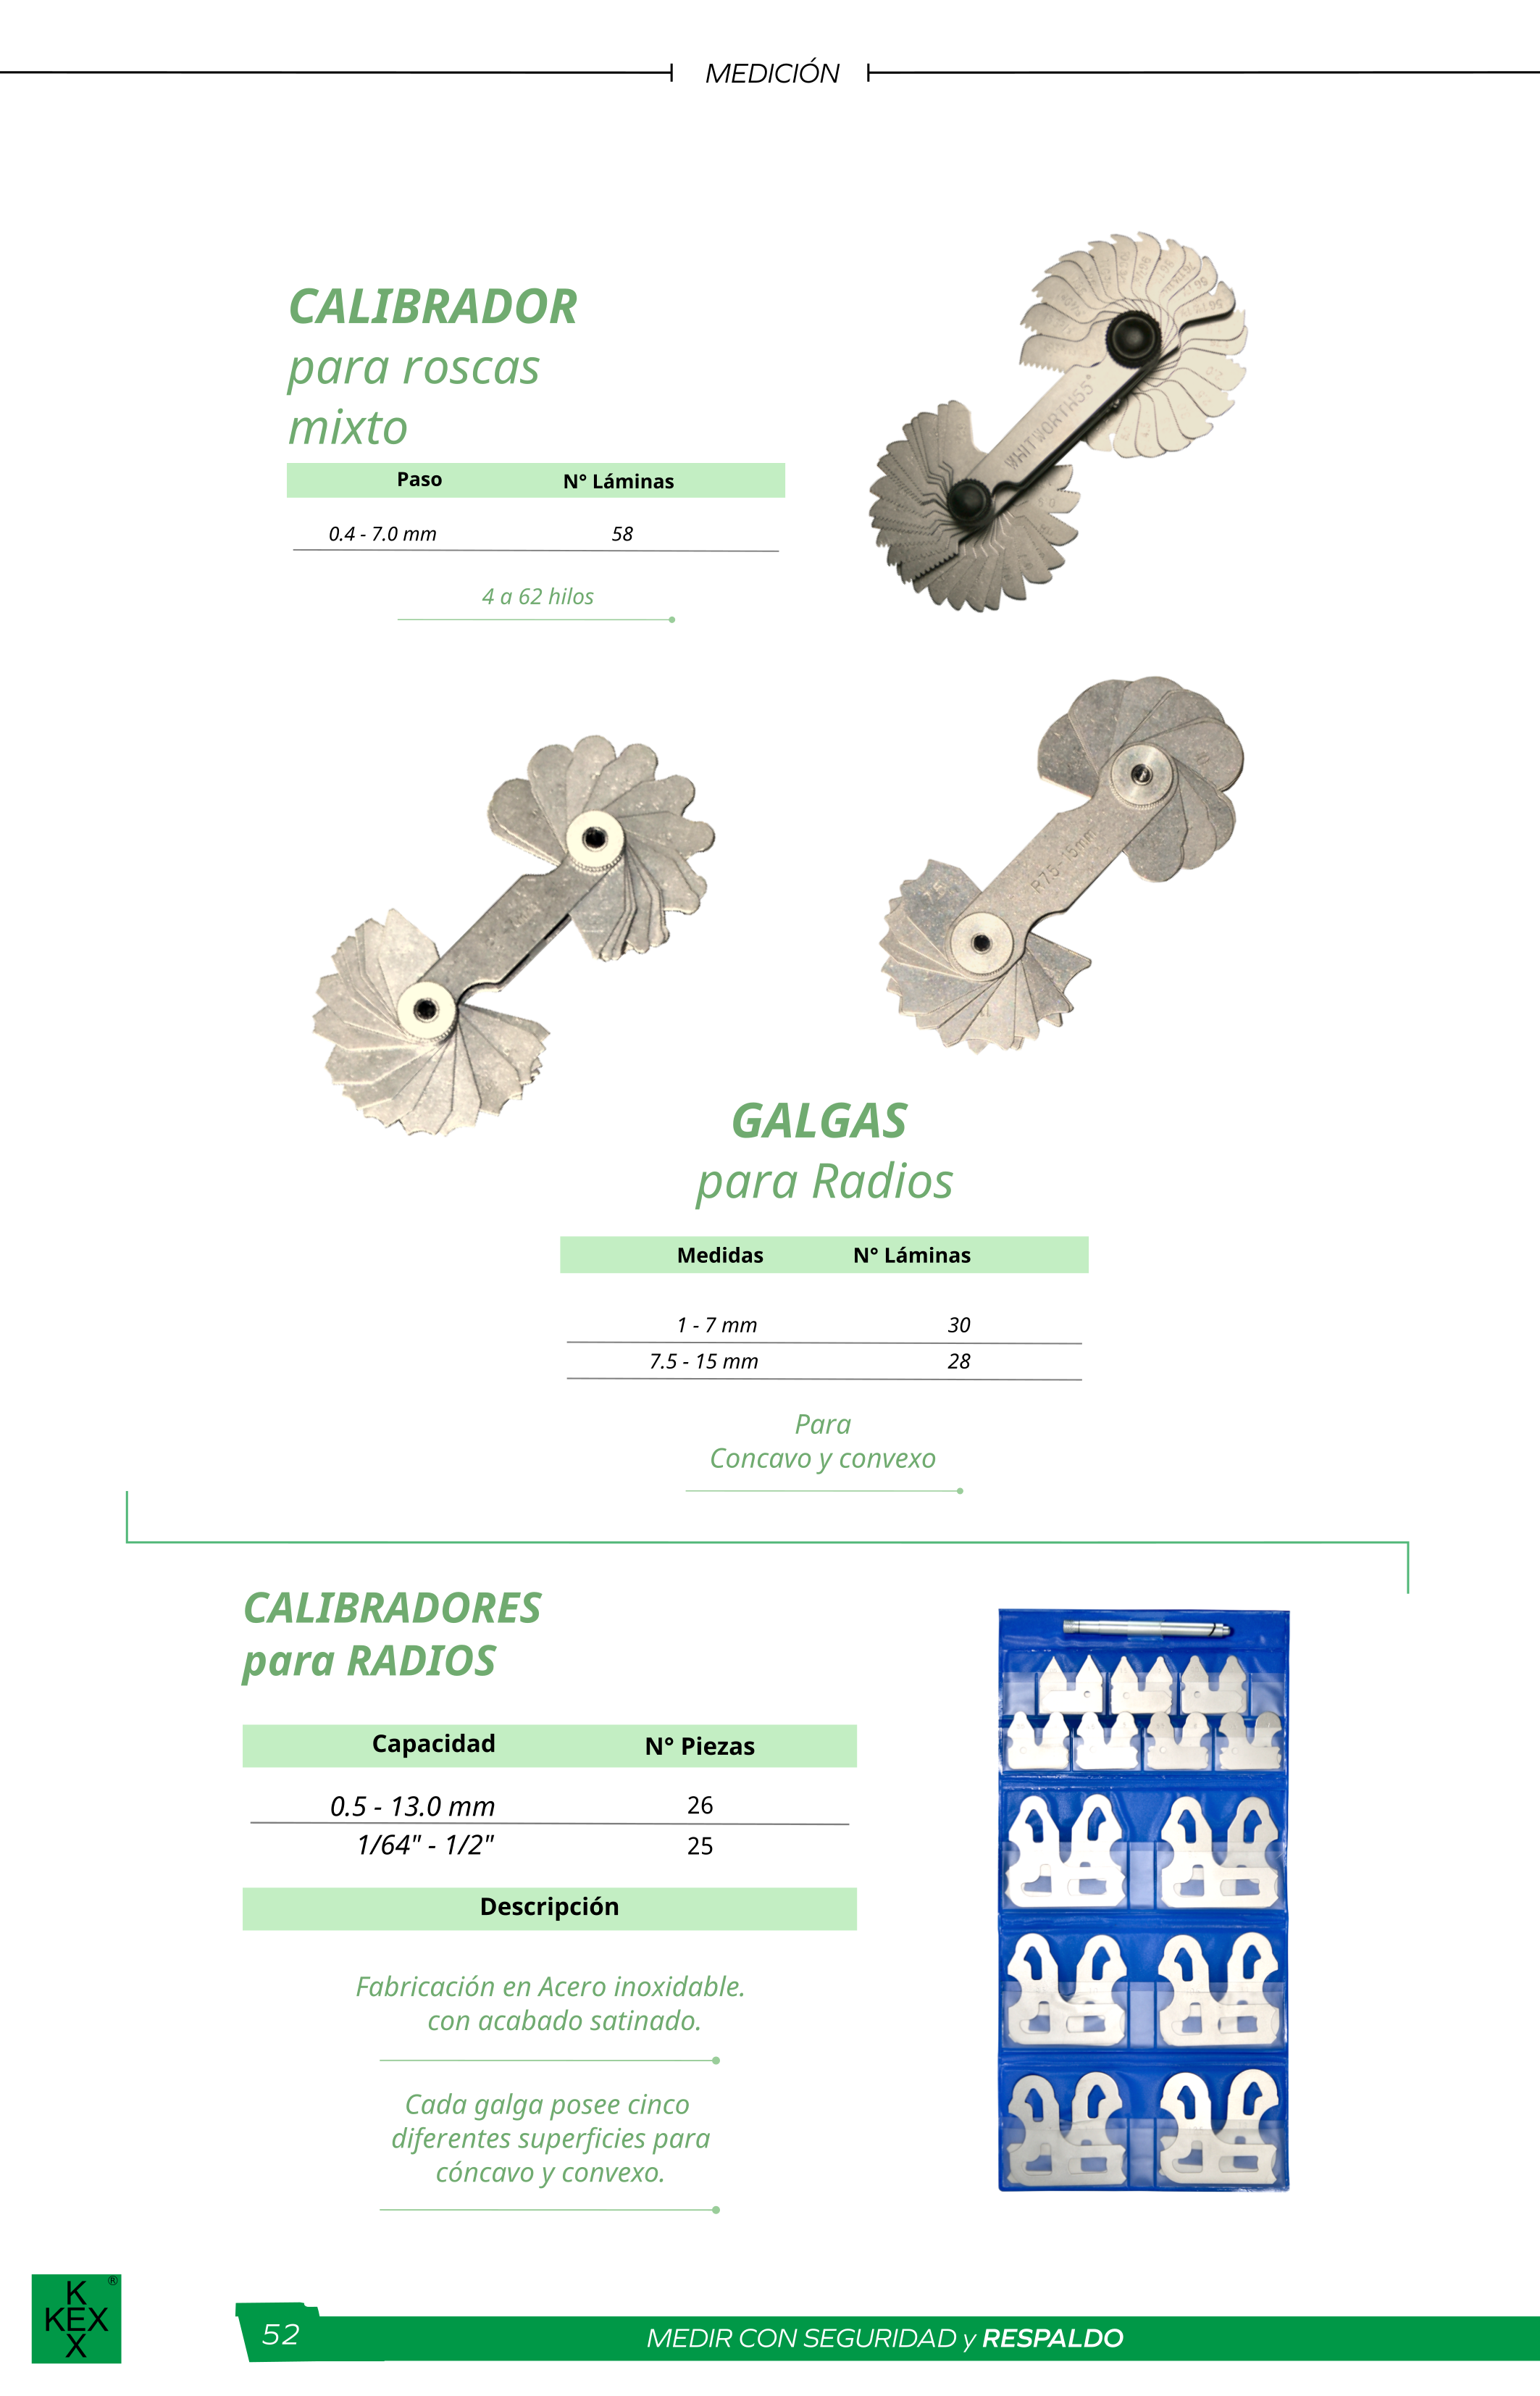 MEDICIÓN
CALIBRADOR
para roscas
mixto
Paso N° Láminas
0.4 - 7.0 mm 58
4 a 62 hilos
WHITWORTH55°
R7.5-15mm
7.5
GALGAS
para Radios
Medidas N° Láminas
1 - 7 mm 30
7.5 - 15 mm 28
Para
Concavo y convexo
CALIBRADORES
para RADIOS
Capacidad N° Piezas
0.5 - 13.0 mm 26
1/64" - 1/2" 25
Descripción
Fabricación en Acero inoxidable.
con acabado satinado.
Cada galga posee cinco
diferentes superficies para
cóncavo y convexo.
K ®
KEX
X
52
MEDIR CON SEGURIDAD y RESPALDO